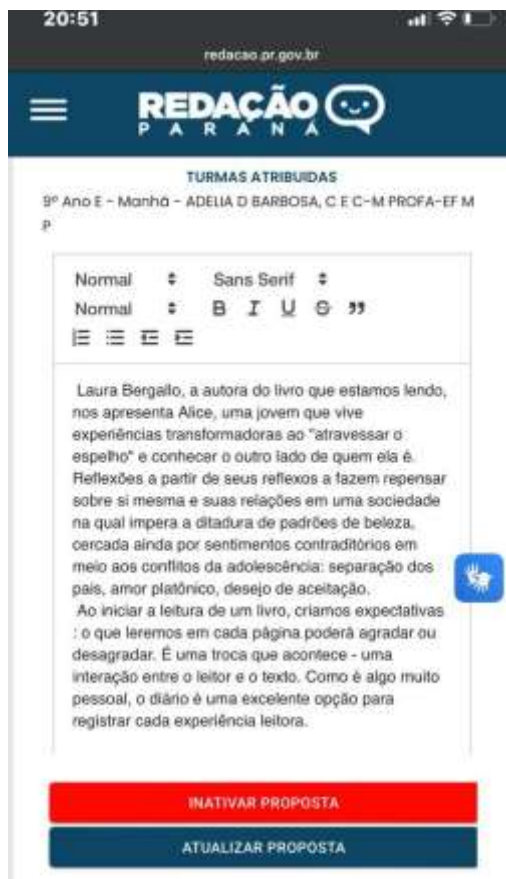 20:51
redacao.pr.gov.br
REDAÇÃO
PARANÁ
TURMAS ATRIBUIDAS
9º Ano E - Manhã - ADELIA D BARBOSA, C E C-M PROFA-EF M
P
Normal Sans Serif
Normal B I U S ”
Laura Bergallo, a autora do livro que estamos lendo,
nos apresenta Alice, uma jovem que vive
experiências transformadoras ao "atravessar o
espelho" e conhecer o outro lado de quem ela é.
Reflexões a partir de seus reflexos a fazem repensar
sobre si mesma e suas relações em uma sociedade
na qual impera a ditadura de padrões de beleza,
cercada ainda por sentimentos contraditórios em
meio aos conflitos da adolescência: separação dos
pais, amor platônico, desejo de aceitação.
Ao iniciar a leitura de um livro, criamos expectativas
: o que leremos em cada página poderá agradar ou
desagradar. É uma troca que acontece - uma
interação entre o leitor e o texto. Como é algo muito
pessoal, o diário é uma excelente opção para
registrar cada experiência leitora.
INATIVAR PROPOSTA
ATUALIZAR PROPOSTA